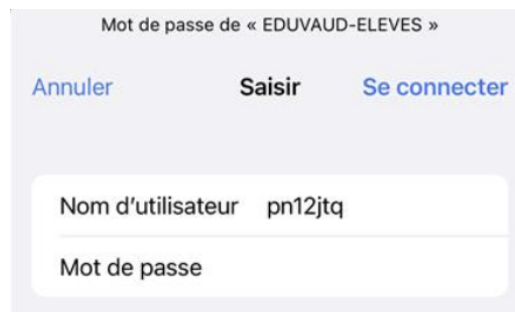 Mot de passe de « EDUVAUD-ELEVES »
Annuler Saisir Se connecter
Nom d'utilisateur pn12jtq
Mot de passe